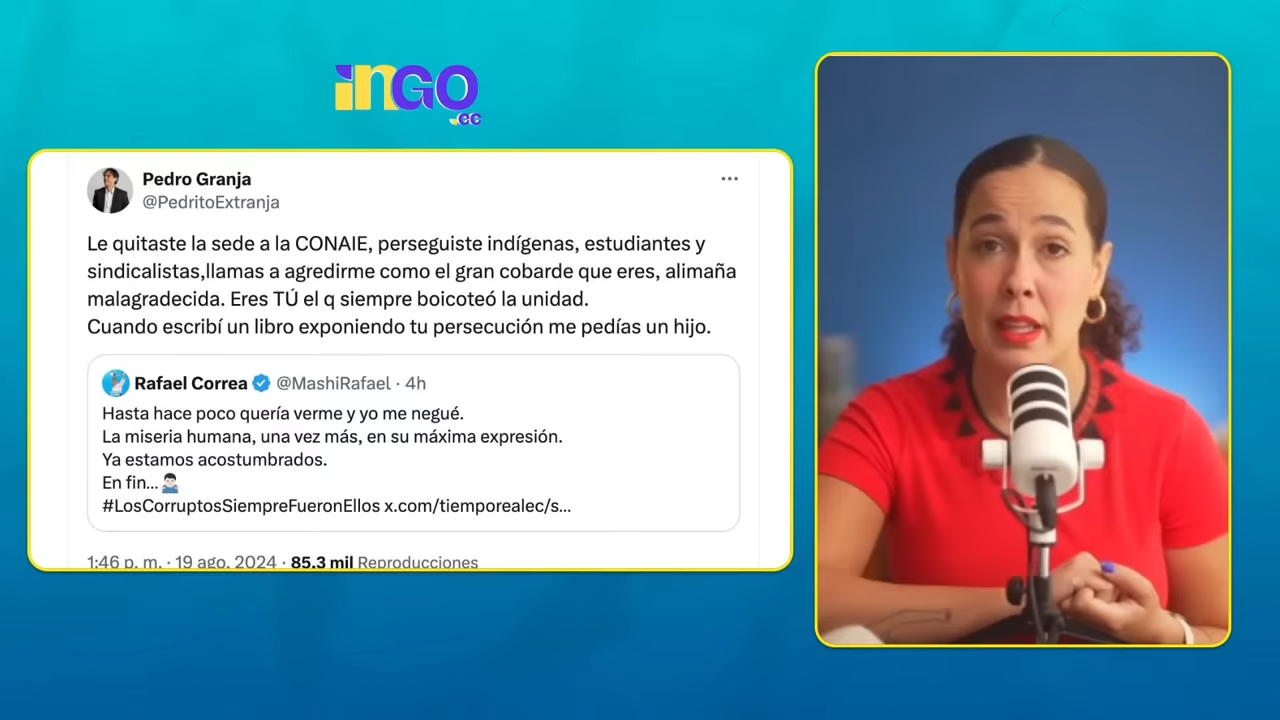 inGO
.ec
Pedro Granja
@PedritoExtranja
Le quitaste la sede a la CONAIE, perseguiste indígenas, estudiantes y
sindicalistas,llamas a agredirme como el gran cobarde que eres, alimaña
malagradecida. Eres TÚ el q siempre boicoteó la unidad.
Cuando escribí un libro exponiendo tu persecución me pedías un hijo.
Rafael Correa @MashiRafael · 4h
Hasta hace poco quería verme y yo me negué.
La miseria humana, una vez más, en su máxima expresión.
Ya estamos acostumbrados.
En fin...🤷🏻‍♂️
#LosCorruptosSiempreFueronEllos x.com/tiemporealec/s...
1:46 p. m. · 19 ago. 2024 · 85,3 mil Reproducciones